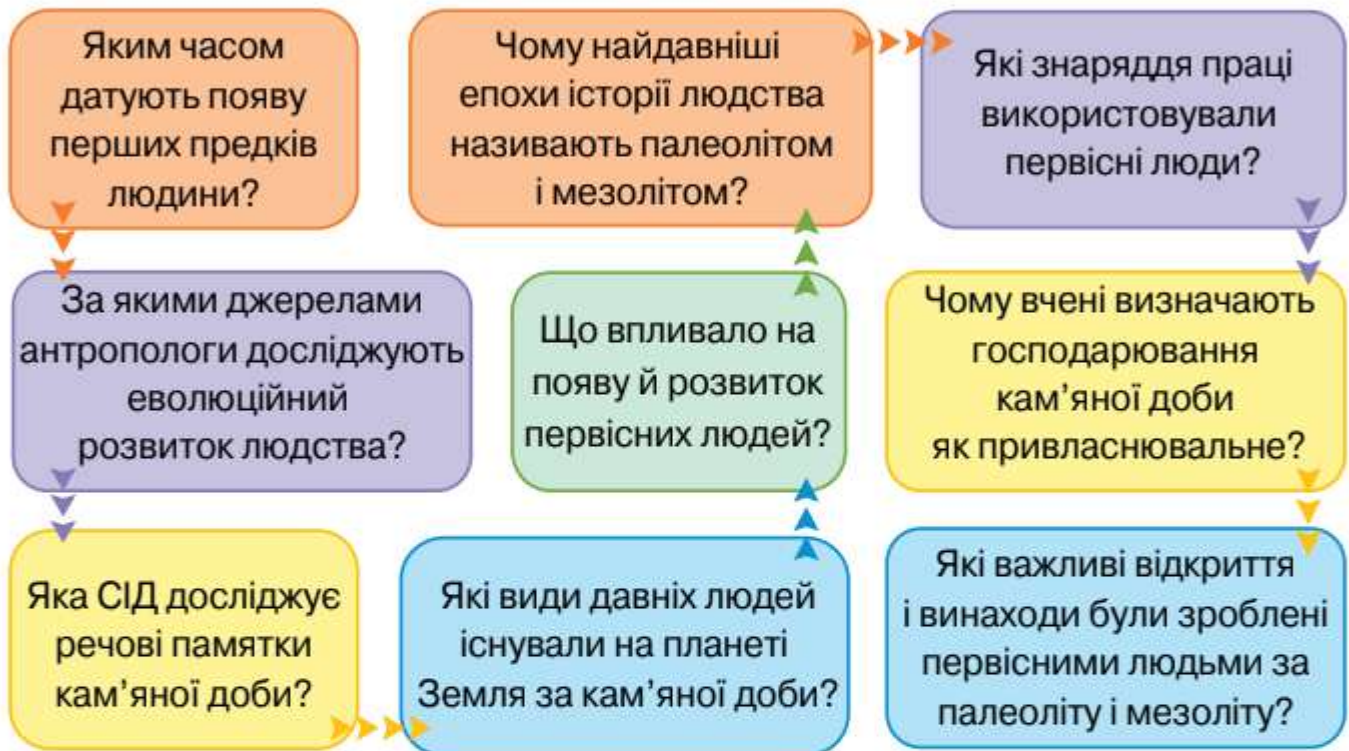 Яким часом
датують появу
перших предків
людини?
За якими джерелами
антропологи досліджують
еволюційний
розвиток людства?
Яка СІД досліджує
речові памятки
кам’яної доби?
Які види давніх людей
існували на планеті
Земля за кам’яної доби?
Що впливало на
появу й розвиток
первісних людей?
Чому найдавніші
епохи історії людства
називають палеолітом
і мезолітом?
Які знаряддя праці
використовували
первісні люди?
Чому вчені визначають
господарювання
кам’яної доби
як привласнювальне?
Які важливі відкриття
і винаходи були зроблені
первісними людьми за
палеоліту і мезоліту?